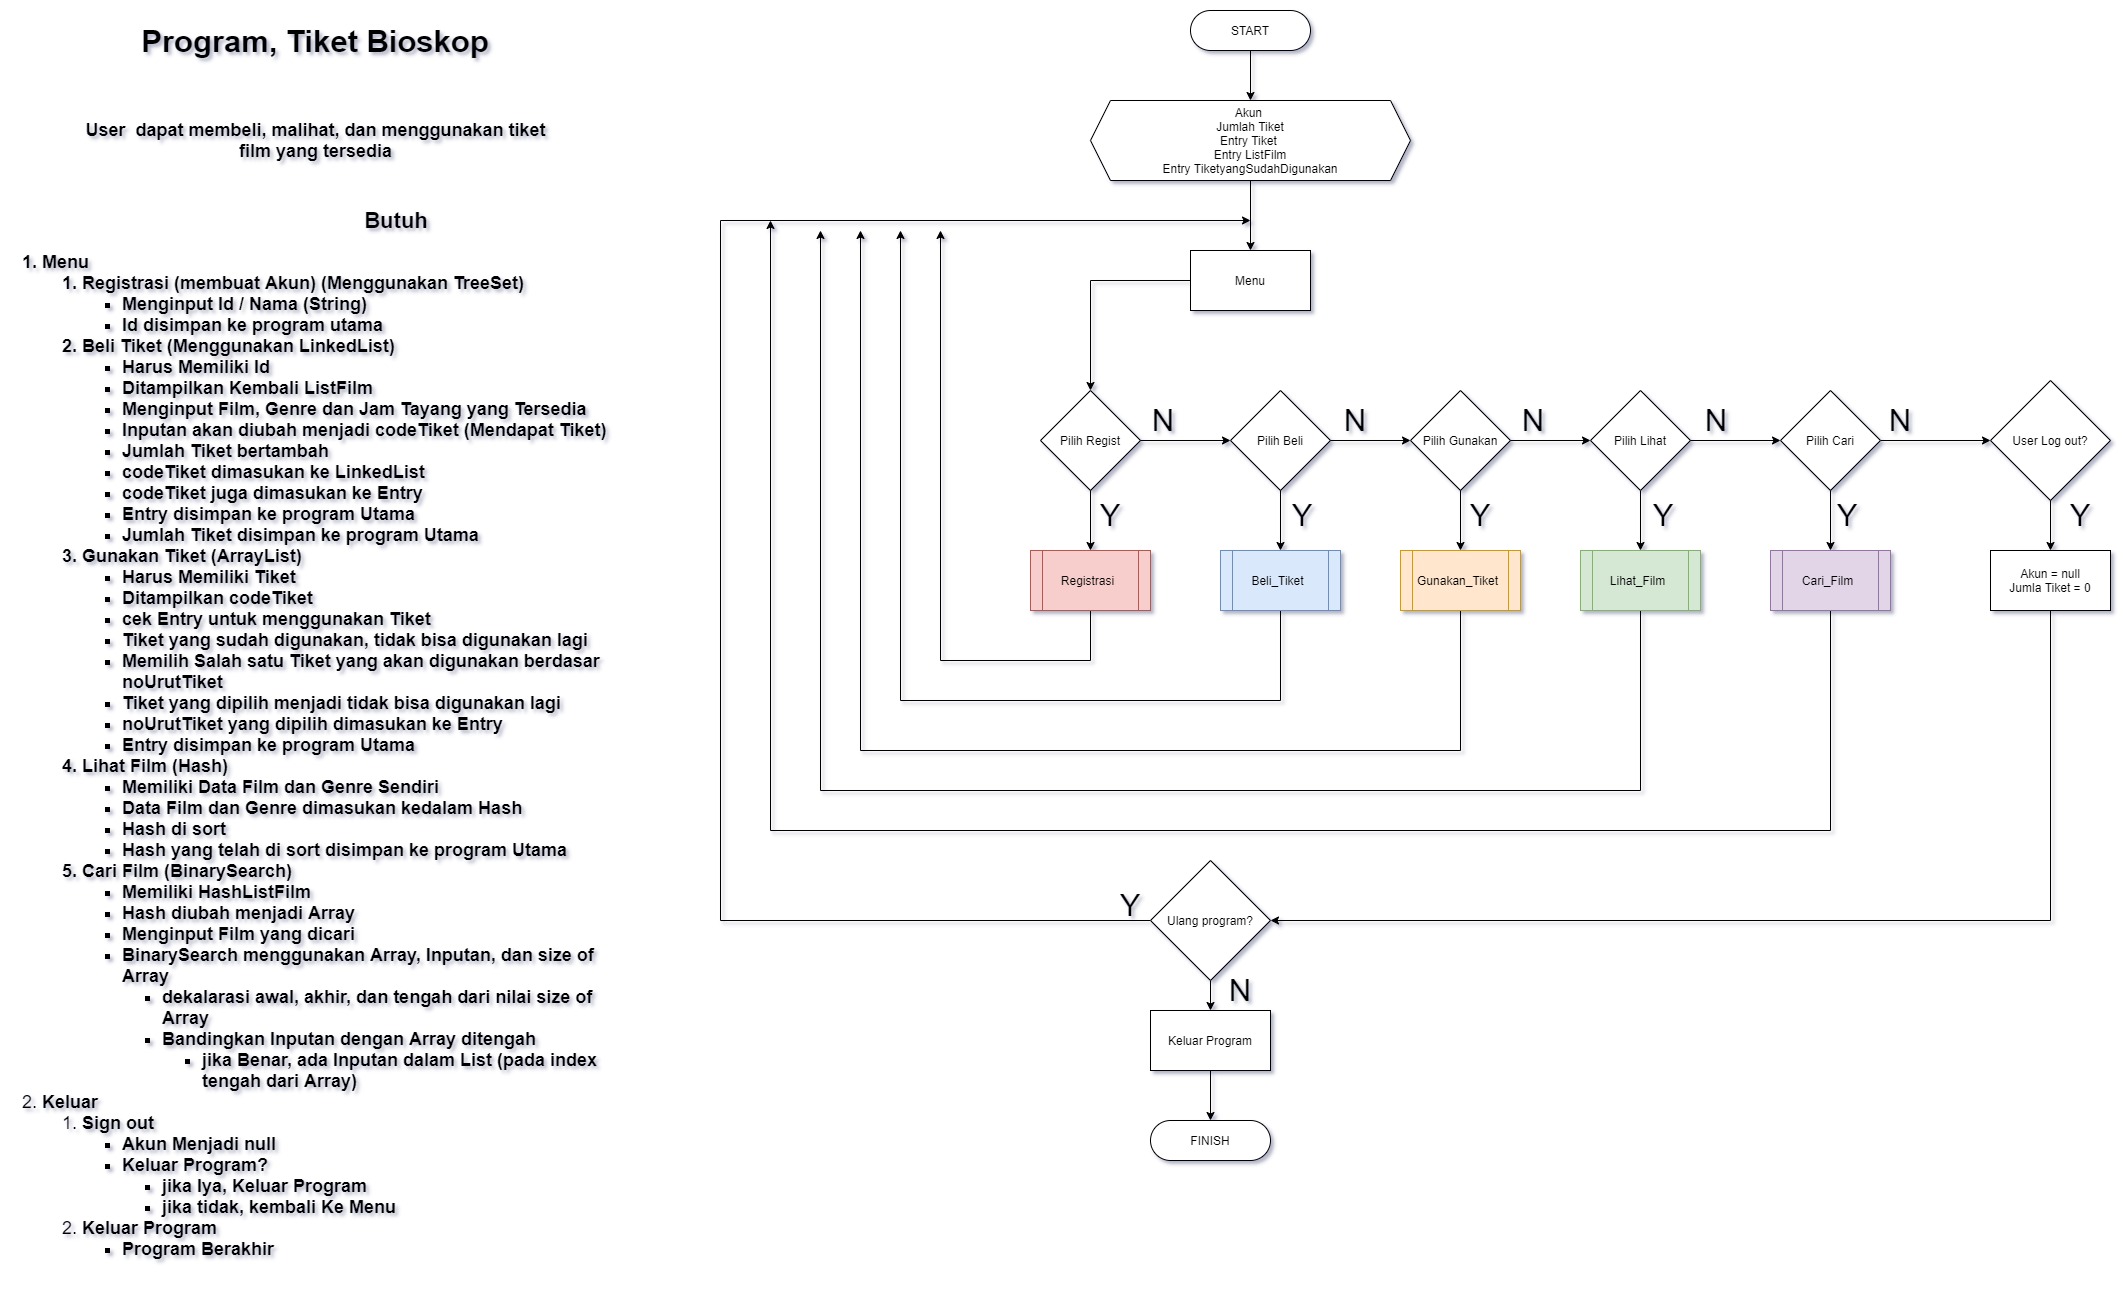 Program, Tiket Bioskop
User  dapat membeli, malihat, dan menggunakan tiket
film yang tersedia
Butuh
1. Menu
1. Registrasi (membuat Akun) (Menggunakan TreeSet)
▪ Menginput Id / Nama (String)
▪ Id disimpan ke program utama
2. Beli Tiket (Menggunakan LinkedList)
▪ Harus Memiliki Id
▪ Ditampilkan Kembali ListFilm
▪ Menginput Film, Genre dan Jam Tayang yang Tersedia
▪ Inputan akan diubah menjadi codeTiket (Mendapat Tiket)
▪ Jumlah Tiket bertambah
▪ codeTiket dimasukan ke LinkedList
▪ codeTiket juga dimasukan ke Entry
▪ Entry disimpan ke program Utama
▪ Jumlah Tiket disimpan ke program Utama
3. Gunakan Tiket (ArrayList)
▪ Harus Memiliki Tiket
▪ Ditampilkan codeTiket
▪ cek Entry untuk menggunakan Tiket
▪ Tiket yang sudah digunakan, tidak bisa digunakan lagi
▪ Memilih Salah satu Tiket yang akan digunakan berdasar
noUrutTiket
▪ Tiket yang dipilih menjadi tidak bisa digunakan lagi
▪ noUrutTiket yang dipilih dimasukan ke Entry
▪ Entry disimpan ke program Utama
4. Lihat Film (Hash)
▪ Memiliki Data Film dan Genre Sendiri
▪ Data Film dan Genre dimasukan kedalam Hash
▪ Hash di sort
▪ Hash yang telah di sort disimpan ke program Utama
5. Cari Film (BinarySearch)
▪ Memiliki HashListFilm
▪ Hash diubah menjadi Array
▪ Menginput Film yang dicari
▪ BinarySearch menggunakan Array, Inputan, dan size of
Array
▪ dekalarasi awal, akhir, dan tengah dari nilai size of
Array
▪ Bandingkan Inputan dengan Array ditengah
▪ jika Benar, ada Inputan dalam List (pada index
tengah dari Array)
2. Keluar
1. Sign out
▪ Akun Menjadi null
▪ Keluar Program?
▪ jika Iya, Keluar Program
▪ jika tidak, kembali Ke Menu
2. Keluar Program
▪ Program Berakhir
START
Akun
Jumlah Tiket
Entry Tiket
Entry ListFilm
Entry TiketyangSudahDigunakan
Menu
Pilih Regist
N
Pilih Beli
N
Pilih Gunakan
N
Pilih Lihat
N
Pilih Cari
N
User Log out?
Y
Y
Y
Y
Y
Y
Registrasi
Beli_Tiket
Gunakan_Tiket
Lihat_Film
Cari_Film
Akun = null
Jumla Tiket = 0
Y
Ulang program?
N
Keluar Program
FINISH